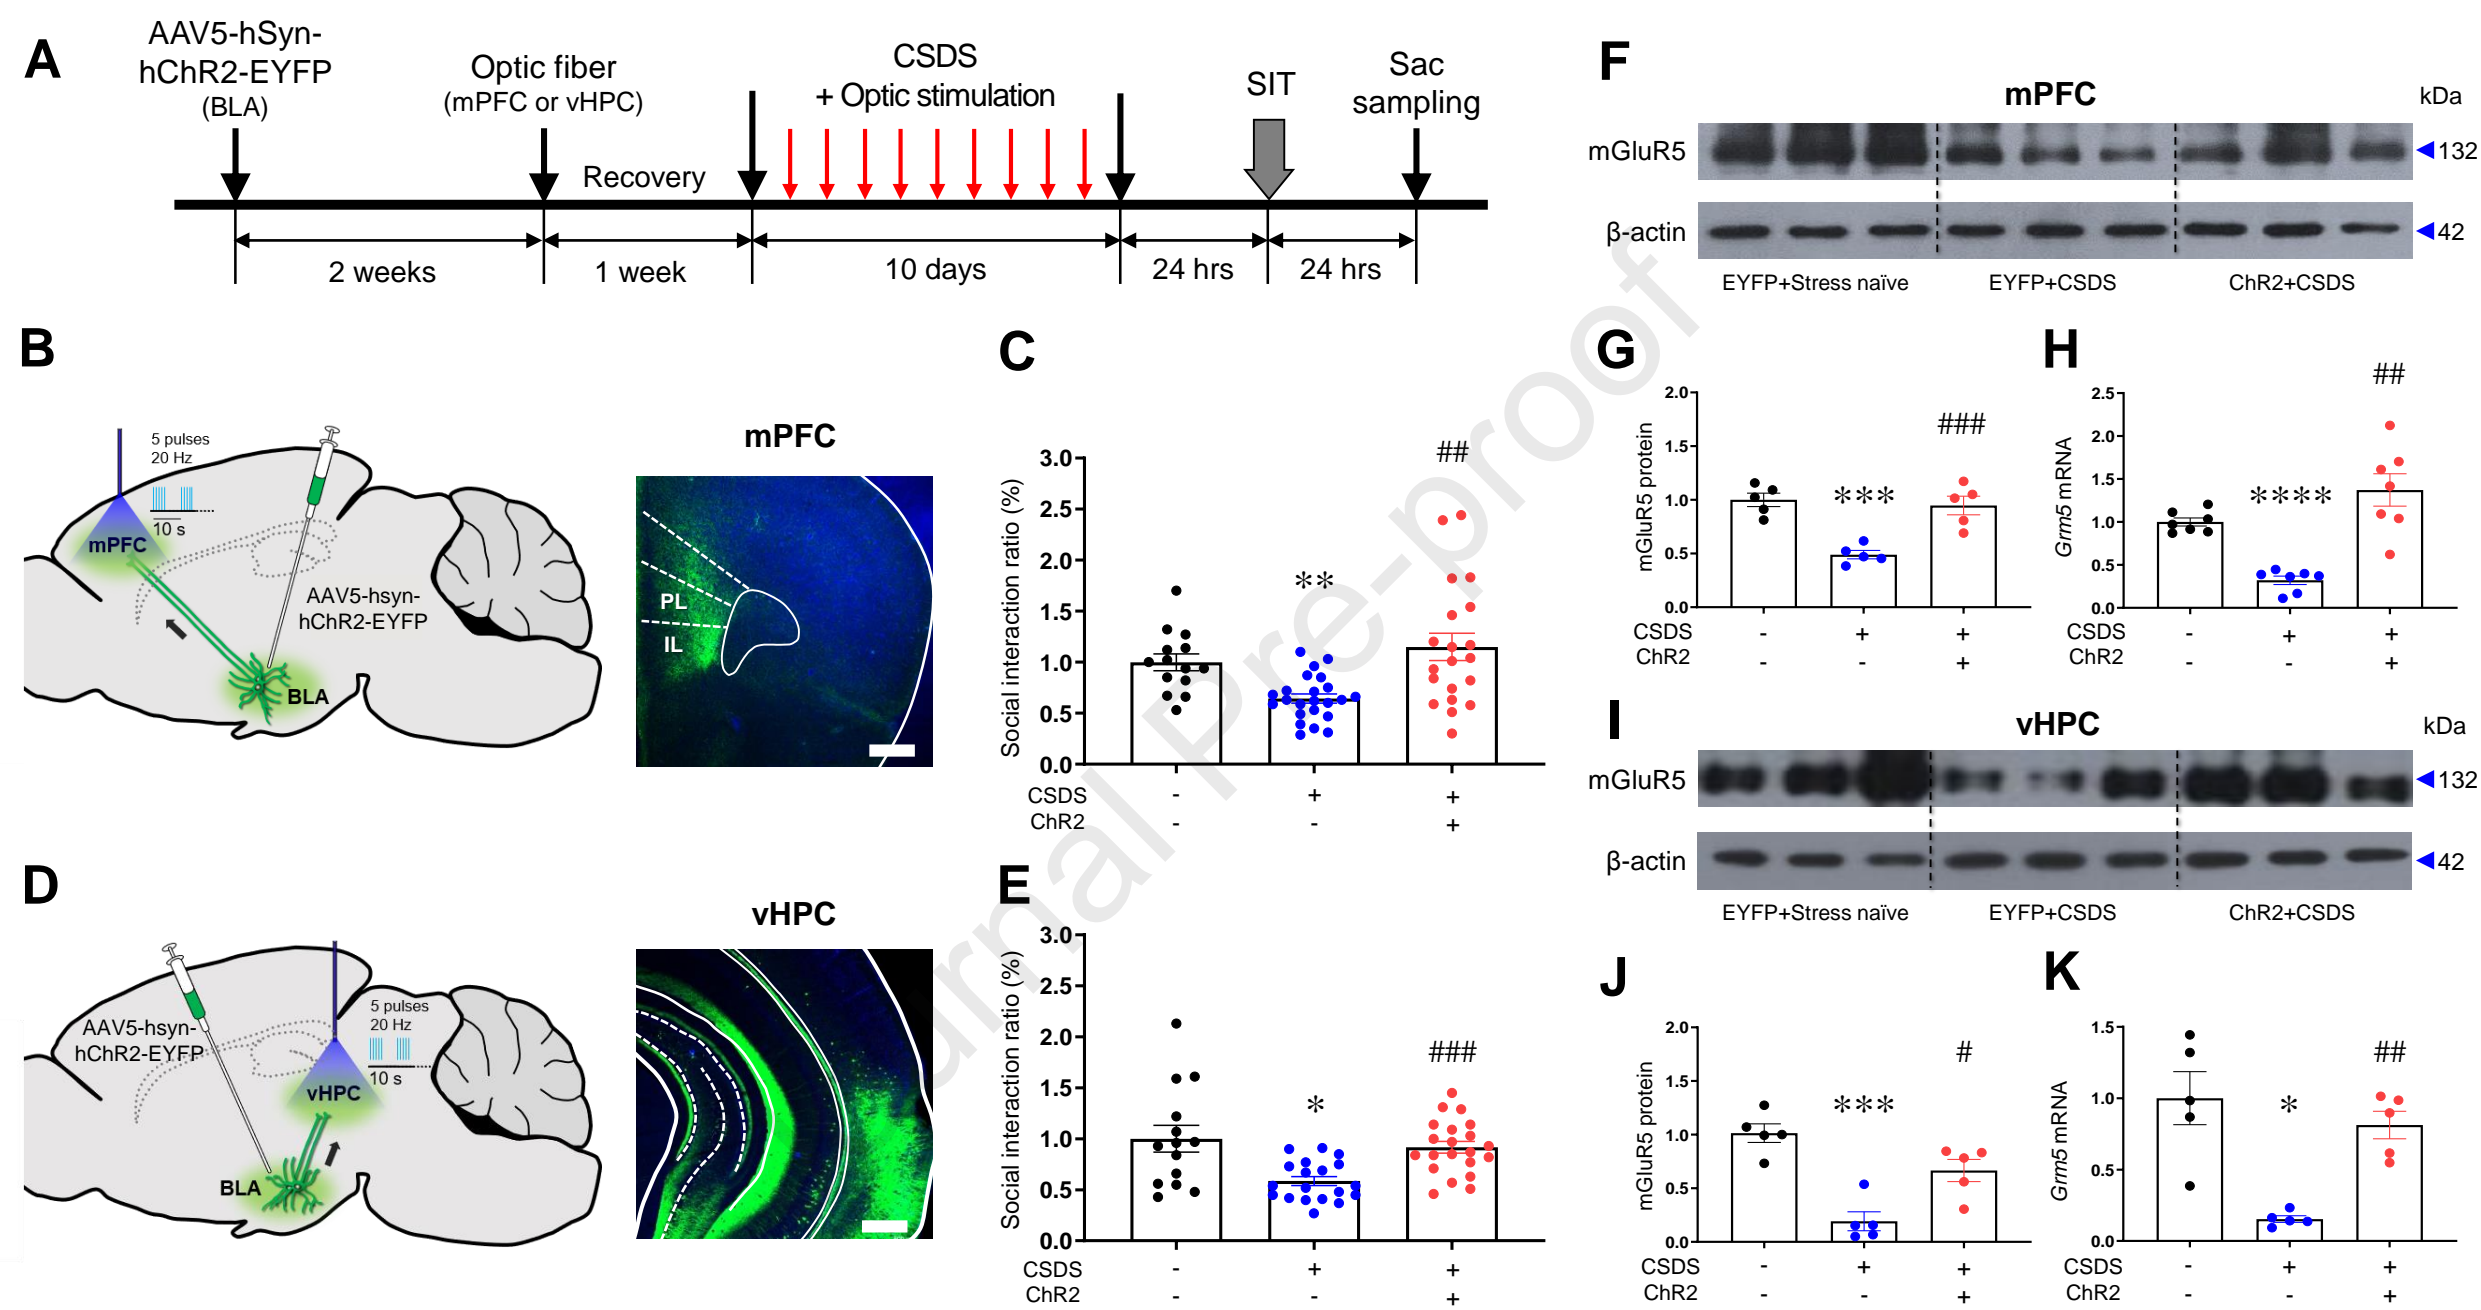 A
AAV5-hSyn-
hChR2-EYFP
(BLA)
Optic fiber
(mPFC or vHPC)
Recovery
CSDS
+ Optic stimulation
SIT
Sac
sampling
2 weeks
1 week
10 days
24 hrs
24 hrs
B
5 pulses
20 Hz
10 s
mPFC
AAV5-hsyn-
hChR2-EYFP
BLA
mPFC
PL
IL
C
Social interaction ratio (%)
3.0
2.5
2.0
1.5
1.0
0.5
0.0
**
##
CSDS - + +
ChR2 - - +
D
AAV5-hsyn-
hChR2-EYFP
5 pulses
20 Hz
10 s
vHPC
BLA
vHPC
E
Social interaction ratio (%)
3.0
2.5
2.0
1.5
1.0
0.5
0.0
*
###
CSDS - + +
ChR2 - - +
F
mPFC
kDa
mGluR5
132
β-actin
42
EYFP+Stress naïve
EYFP+CSDS
ChR2+CSDS
G
mGluR5 protein
2.0
1.5
1.0
0.5
0.0
***
###
CSDS - + +
ChR2 - - +
H
Grm5 mRNA
2.5
2.0
1.5
1.0
0.5
0.0
****
##
CSDS - + +
ChR2 - - +
I
vHPC
kDa
mGluR5
132
β-actin
42
EYFP+Stress naïve
EYFP+CSDS
ChR2+CSDS
J
mGluR5 protein
2.0
1.5
1.0
0.5
0.0
***
#
CSDS - + +
ChR2 - - +
K
Grm5 mRNA
1.5
1.0
0.5
0.0
*
##
CSDS - + +
ChR2 - - +
Pre-proof